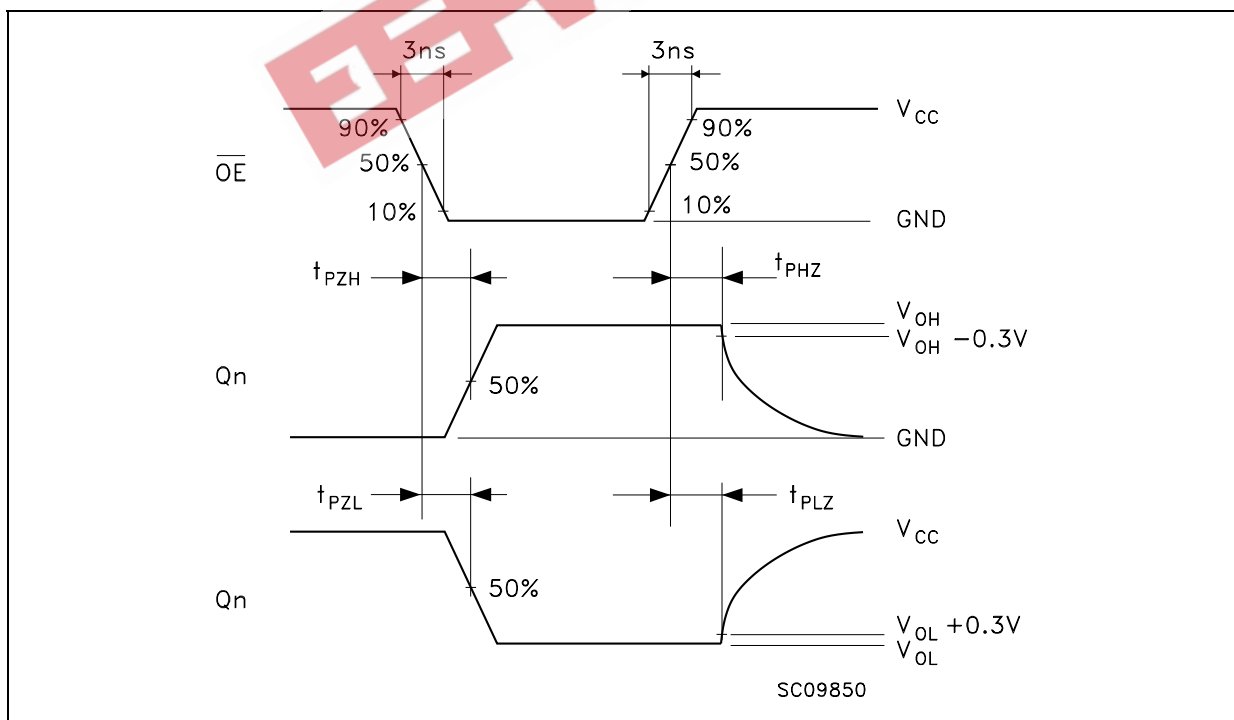 3ns 3ns
90% 90% V_CC
O̅E̅ 50% 50%
10% 10% GND
t_PZH t_PHZ
V_OH
V_OH −0.3V
Qn 50%
GND
t_PZL t_PLZ
V_CC
Qn 50%
V_OL +0.3V
V_OL
SC09850